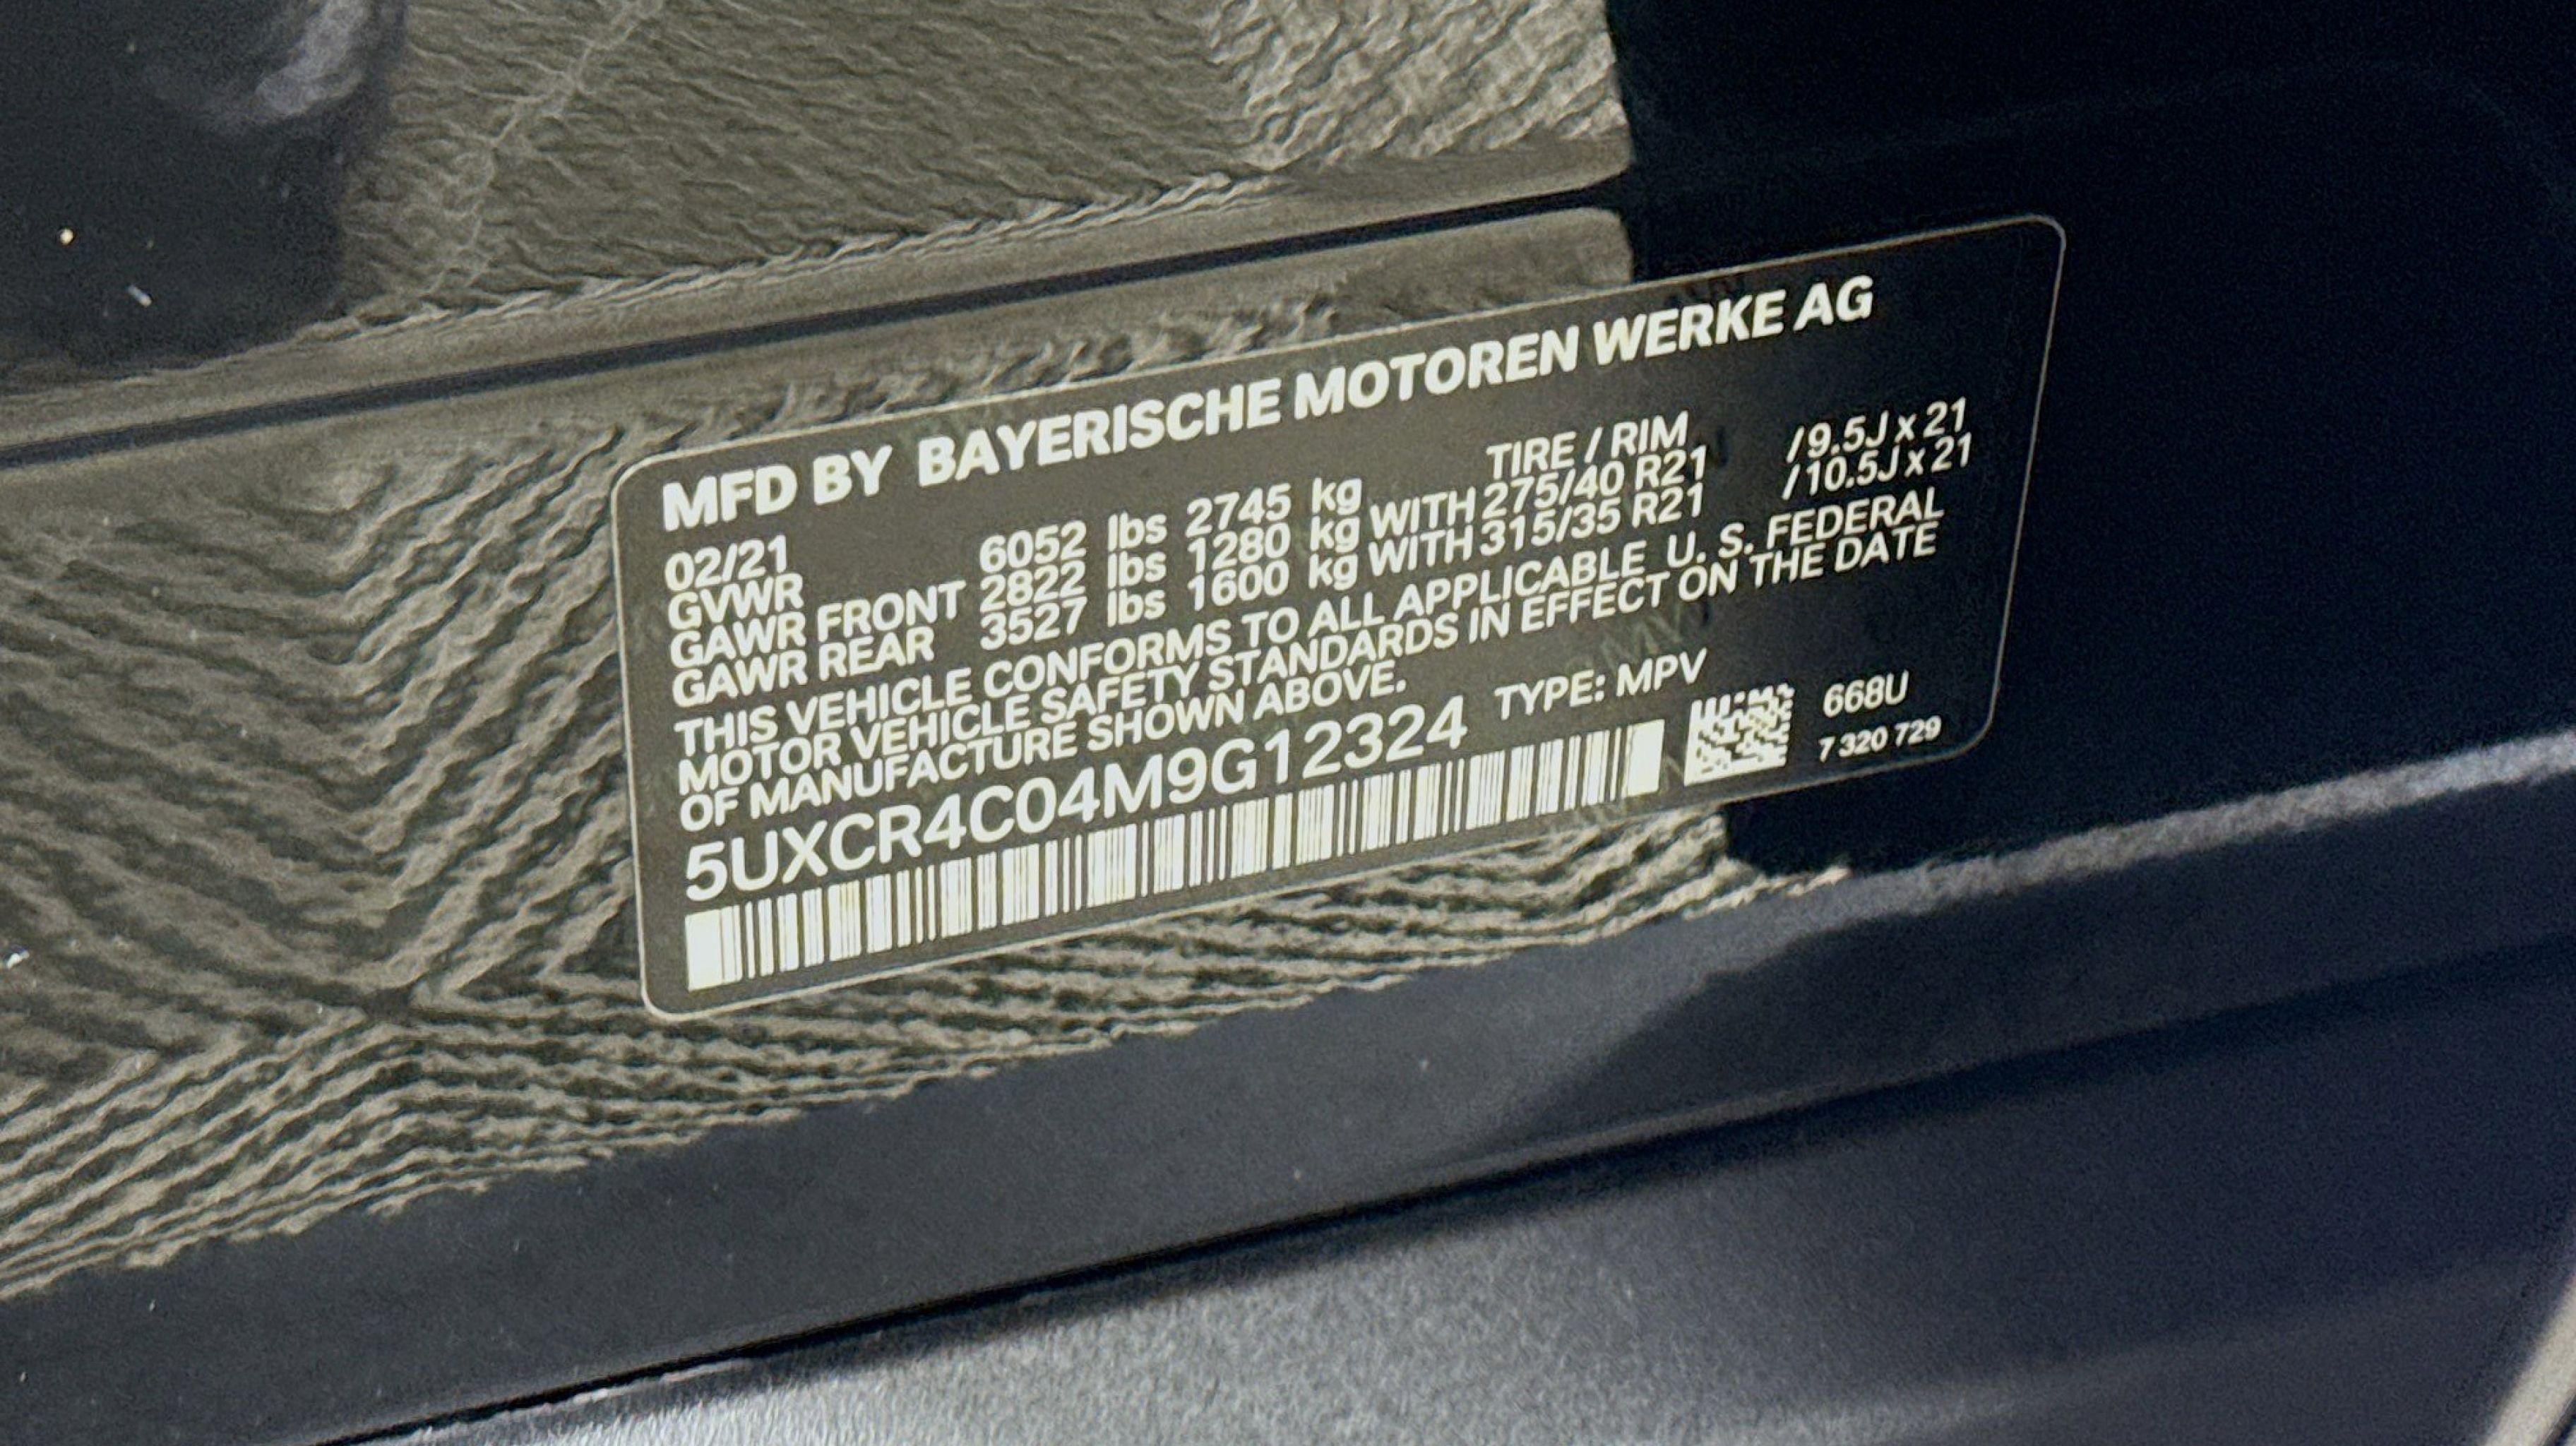 MFD BY BAYERISCHE MOTOREN WERKE AG
02/21 TIRE / RIM
GVWR 6052 lbs 2745 kg
GAWR FRONT 2822 lbs 1280 kg WITH 275/40 R21 /9.5J x 21
GAWR REAR 3527 lbs 1600 kg WITH 315/35 R21 /10.5J x 21
THIS VEHICLE CONFORMS TO ALL APPLICABLE U. S. FEDERAL
MOTOR VEHICLE SAFETY STANDARDS IN EFFECT ON THE DATE
OF MANUFACTURE SHOWN ABOVE.
5UXCR4C04M9G12324 TYPE: MPV
668U
7 320 729